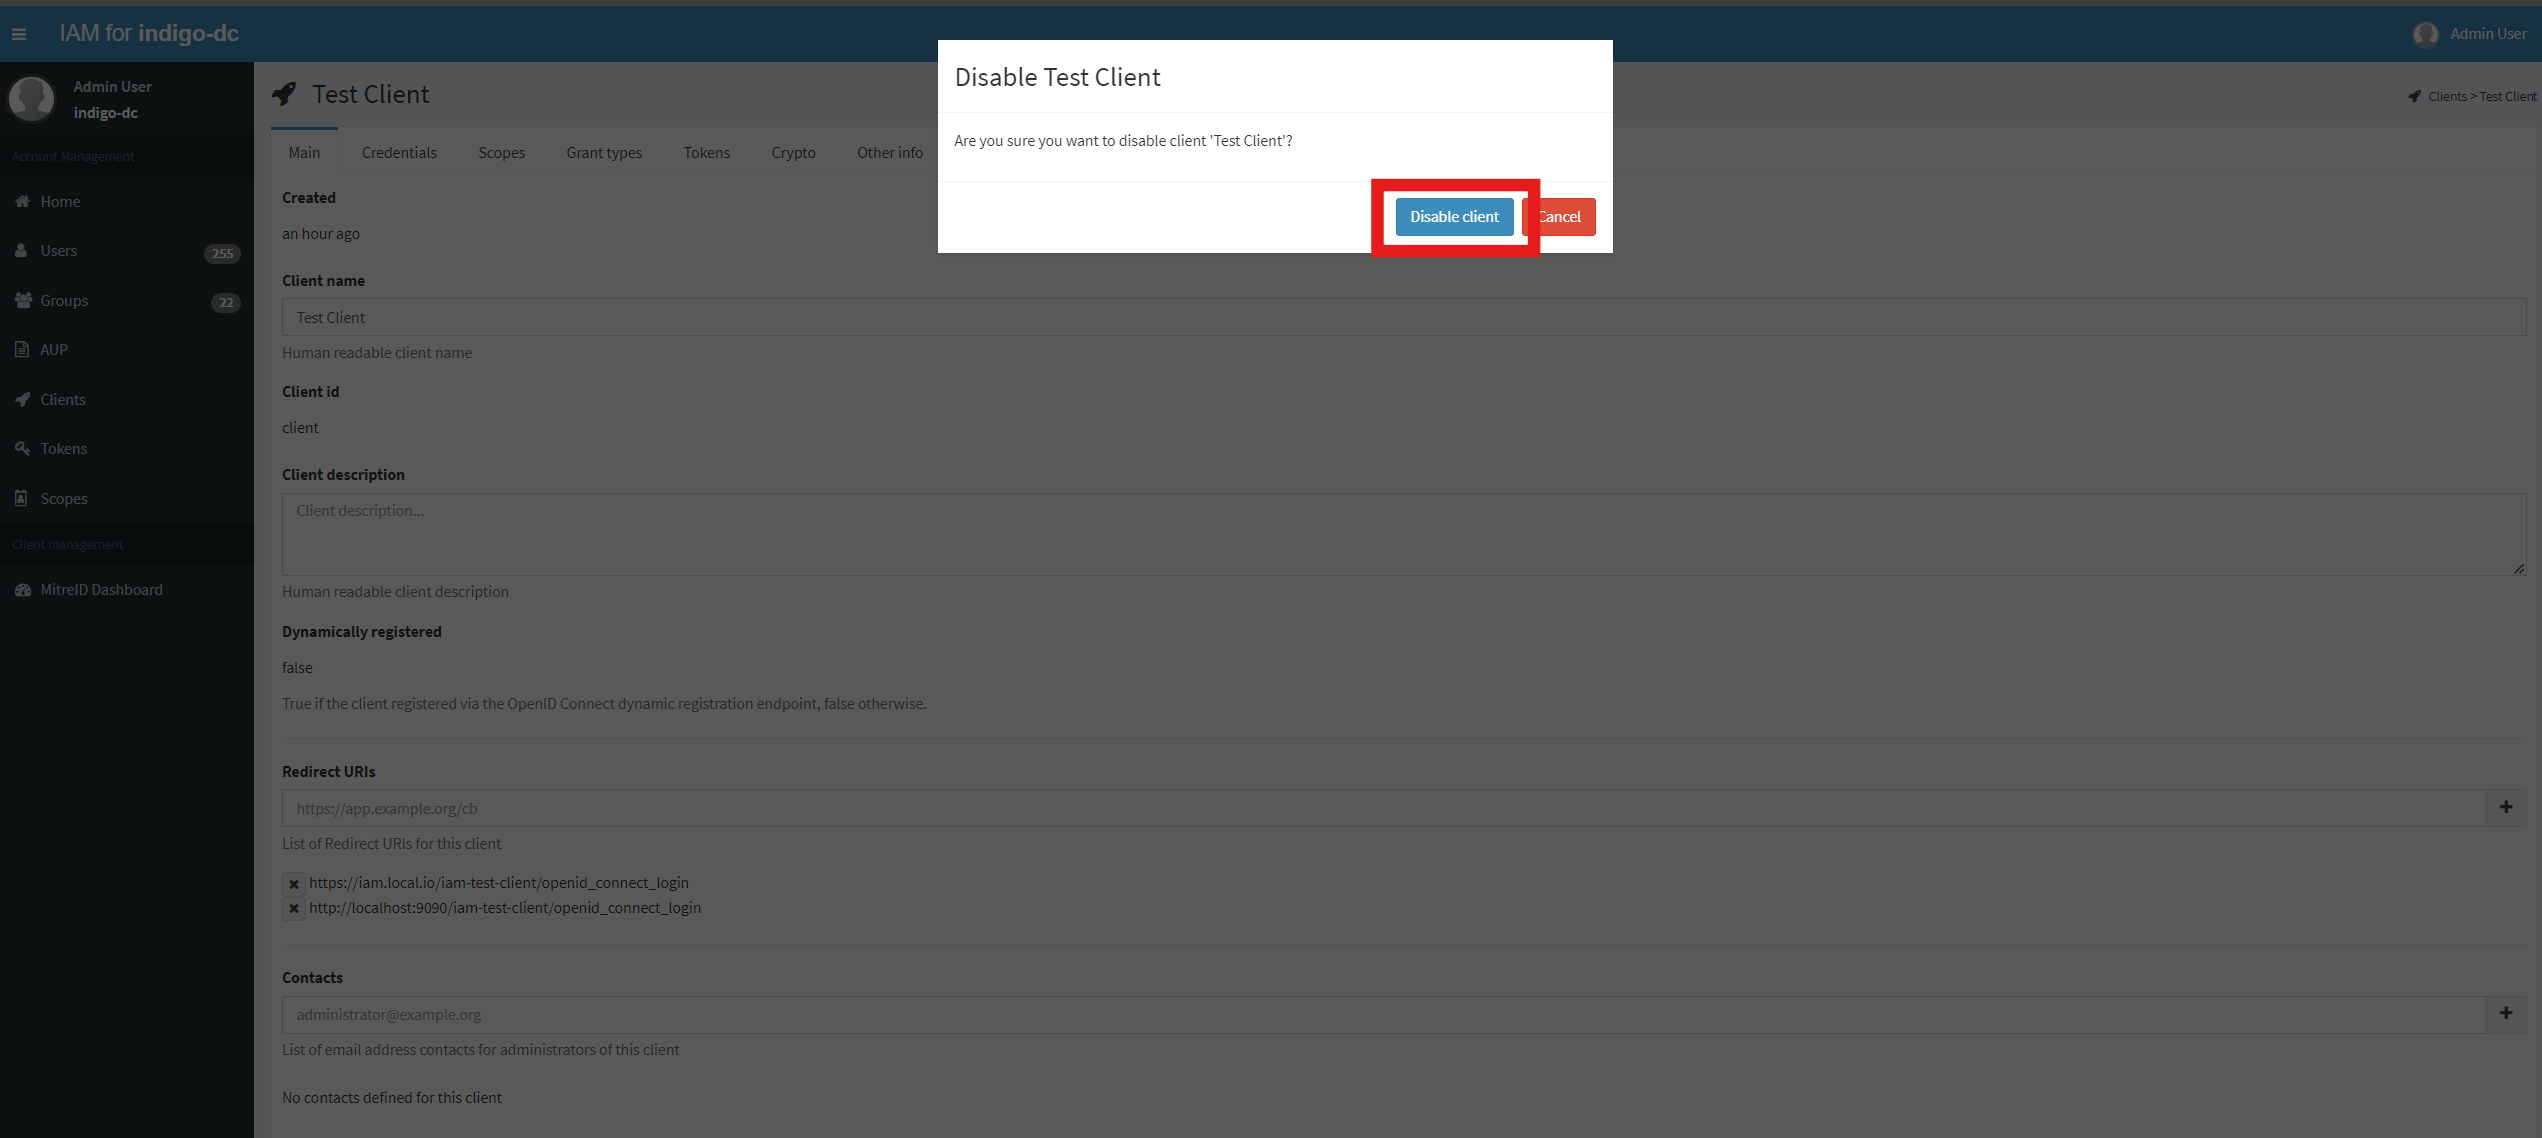 IAM for indigo-dc
Admin User
Admin User
indigo-dc
Account Management
Home
Users
255
Groups
22
AUP
Clients
Tokens
Scopes
Client management
MitreID Dashboard
Test Client
Clients > Test Client
Main
Credentials
Scopes
Grant types
Tokens
Crypto
Other info
Disable Test Client
Are you sure you want to disable client 'Test Client'?
Disable client
Cancel
Created
an hour ago
Client name
Test Client
Human readable client name
Client id
client
Client description
Client description...
Human readable client description
Dynamically registered
false
True if the client registered via the OpenID Connect dynamic registration endpoint, false otherwise.
Redirect URIs
https://app.example.org/cb
List of Redirect URIs for this client
https://iam.local.io/iam-test-client/openid_connect_login
http://localhost:9090/iam-test-client/openid_connect_login
Contacts
administrator@example.org
List of email address contacts for administrators of this client
No contacts defined for this client